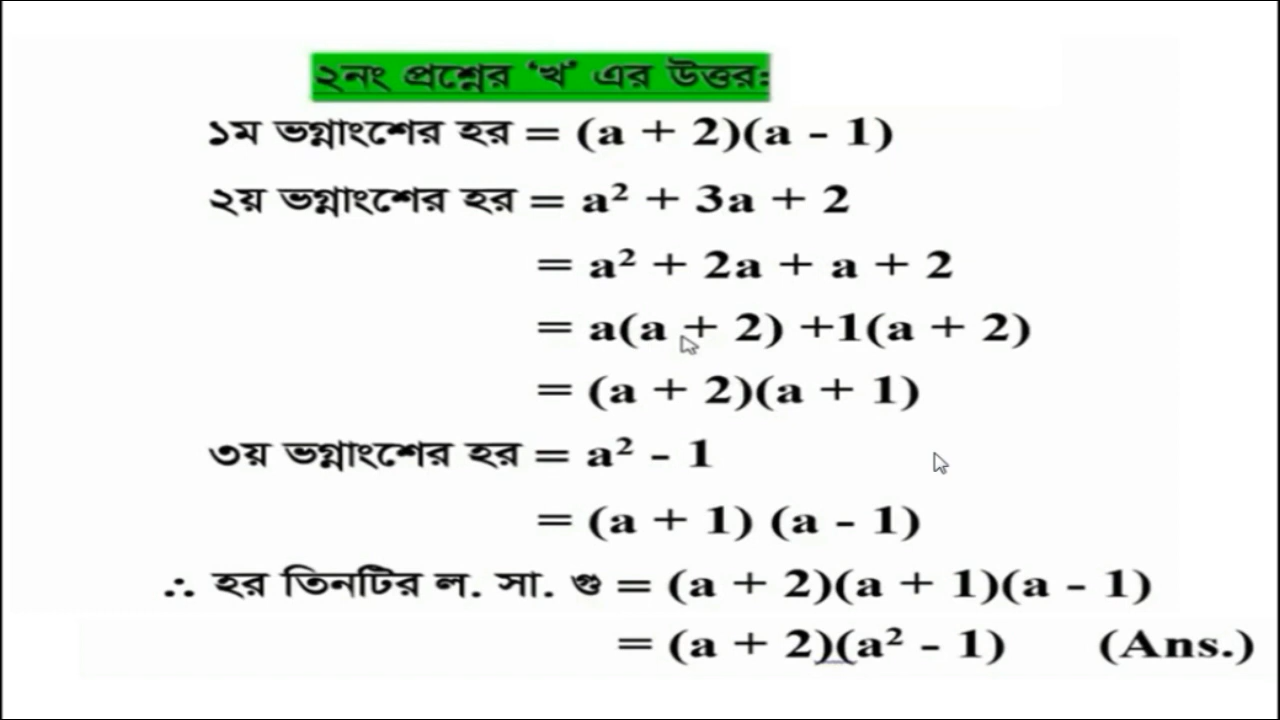 ২নং প্রশ্নের ‘খ’ এর উত্তর:
১ম ভগ্নাংশের হর = (a + 2)(a - 1)
২য় ভগ্নাংশের হর = a² + 3a + 2
= a² + 2a + a + 2
= a(a + 2) +1(a + 2)
= (a + 2)(a + 1)
৩য় ভগ্নাংশের হর = a² - 1
= (a + 1) (a - 1)
∴ হর তিনটির ল. সা. গু = (a + 2)(a + 1)(a - 1)
= (a + 2)(a² - 1) (Ans.)